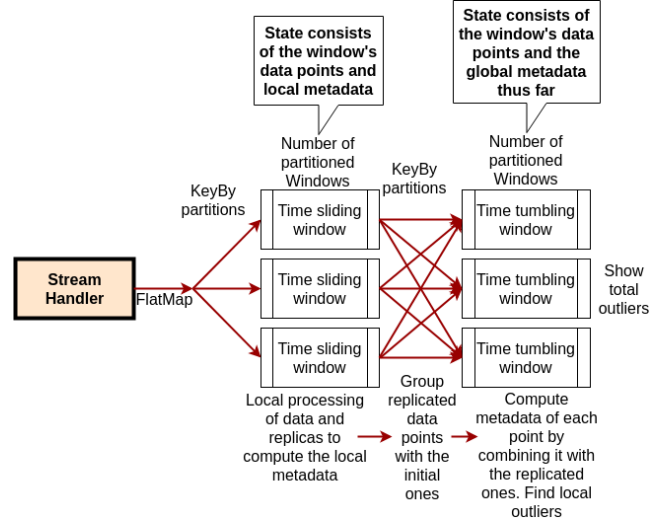 State consists
of the window's
data points and
local metadata
State consists of
the window's data
points and the
global metadata
thus far
Number of
partitioned
Windows
KeyBy
partitions
Number of
partitioned
Windows
KeyBy
partitions
Time sliding
window
Time tumbling
window
Stream
Handler
FlatMap
Time sliding
window
Time tumbling
window
Show
total
outliers
Time sliding
window
Time tumbling
window
Local processing
of data and
replicas to
compute the local
metadata
Group
replicated
data
points
with the
initial
ones
Compute
metadata of each
point by
combining it with
the replicated
ones. Find local
outliers